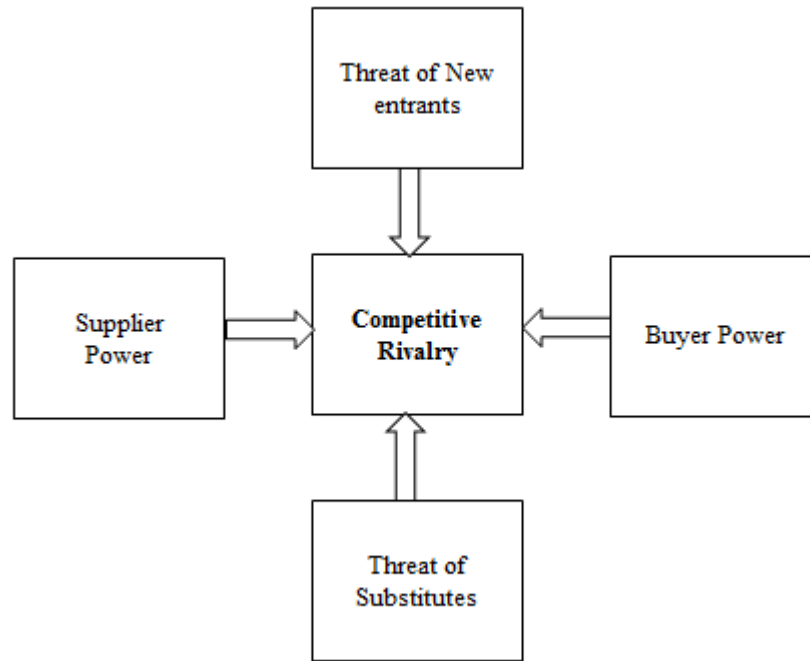 Threat of New
entrants
Supplier
Power
Competitive
Rivalry
Buyer Power
Threat of
Substitutes